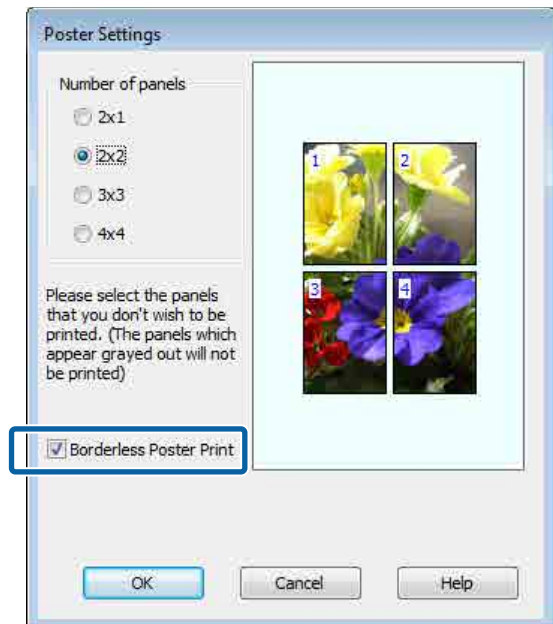 Poster Settings
Number of panels
2x1
2x2
3x3
4x4
1
2
3
4
Please select the panels
that you don't wish to be
printed. (The panels which
appear grayed out will not
be printed)
Borderless Poster Print
OK
Cancel
Help